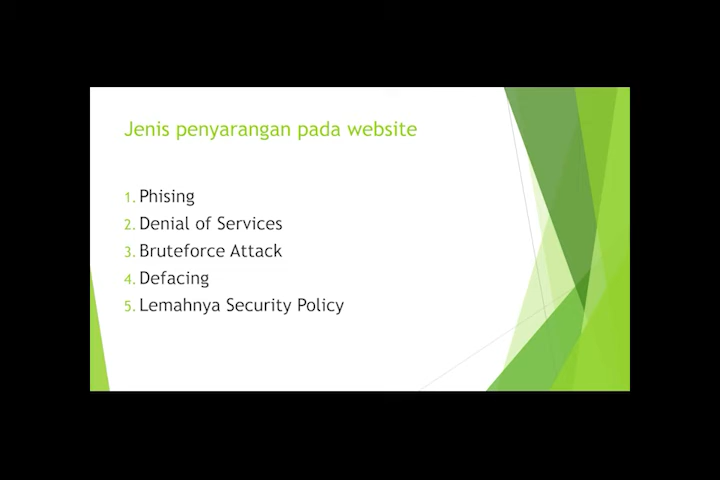 Jenis penyarangan pada website
1. Phising
2. Denial of Services
3. Bruteforce Attack
4. Defacing
5. Lemahnya Security Policy